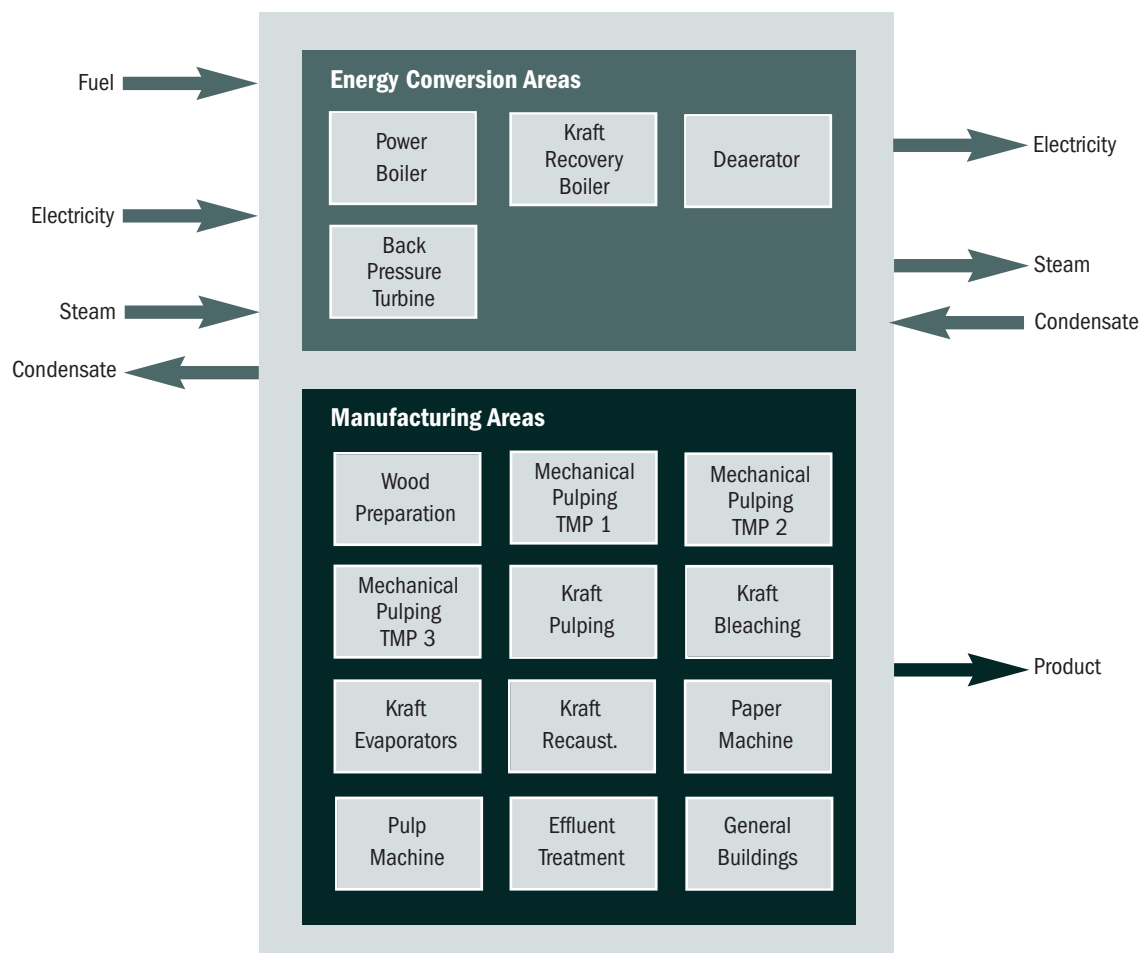 Fuel
Electricity
Steam
Condensate
Energy Conversion Areas
Power
Boiler
Kraft
Recovery
Boiler
Deaerator
Back
Pressure
Turbine
Electricity
Steam
Condensate
Manufacturing Areas
Wood
Preparation
Mechanical
Pulping
TMP 1
Mechanical
Pulping
TMP 2
Mechanical
Pulping
TMP 3
Kraft
Pulping
Kraft
Bleaching
Kraft
Evaporators
Kraft
Recaust.
Paper
Machine
Pulp
Machine
Effluent
Treatment
General
Buildings
Product